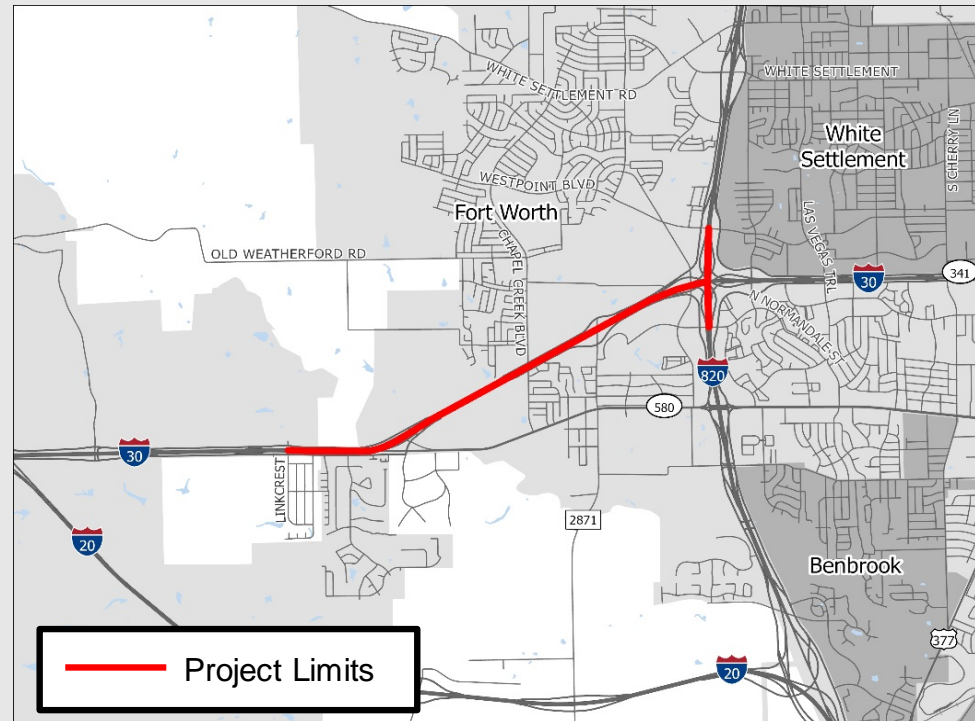 WHITE SETTLEMENT RD
WHITE SETTLEMENT
White
Settlement
S CHERRY LN
WESTPOINT BLVD
Fort Worth
LAS VEGAS TRL
OLD WEATHERFORD RD
CHAPEL CREEK BLVD
30
341
N NORMANDALE ST
820
580
30
LINKCREST
20
2871
Benbrook
377
20
Project Limits